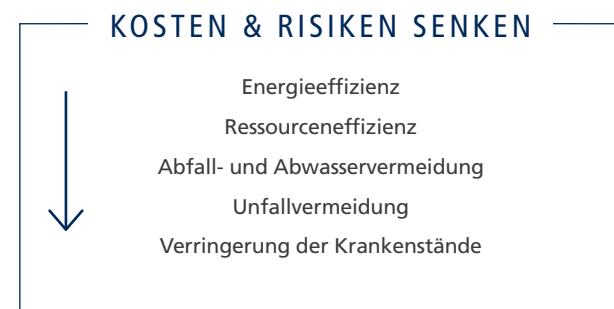 KOSTEN & RISIKEN SENKEN
Energieeffizienz
Ressourceneffizienz
Abfall- und Abwasservermeidung
Unfallvermeidung
Verringerung der Krankenstände